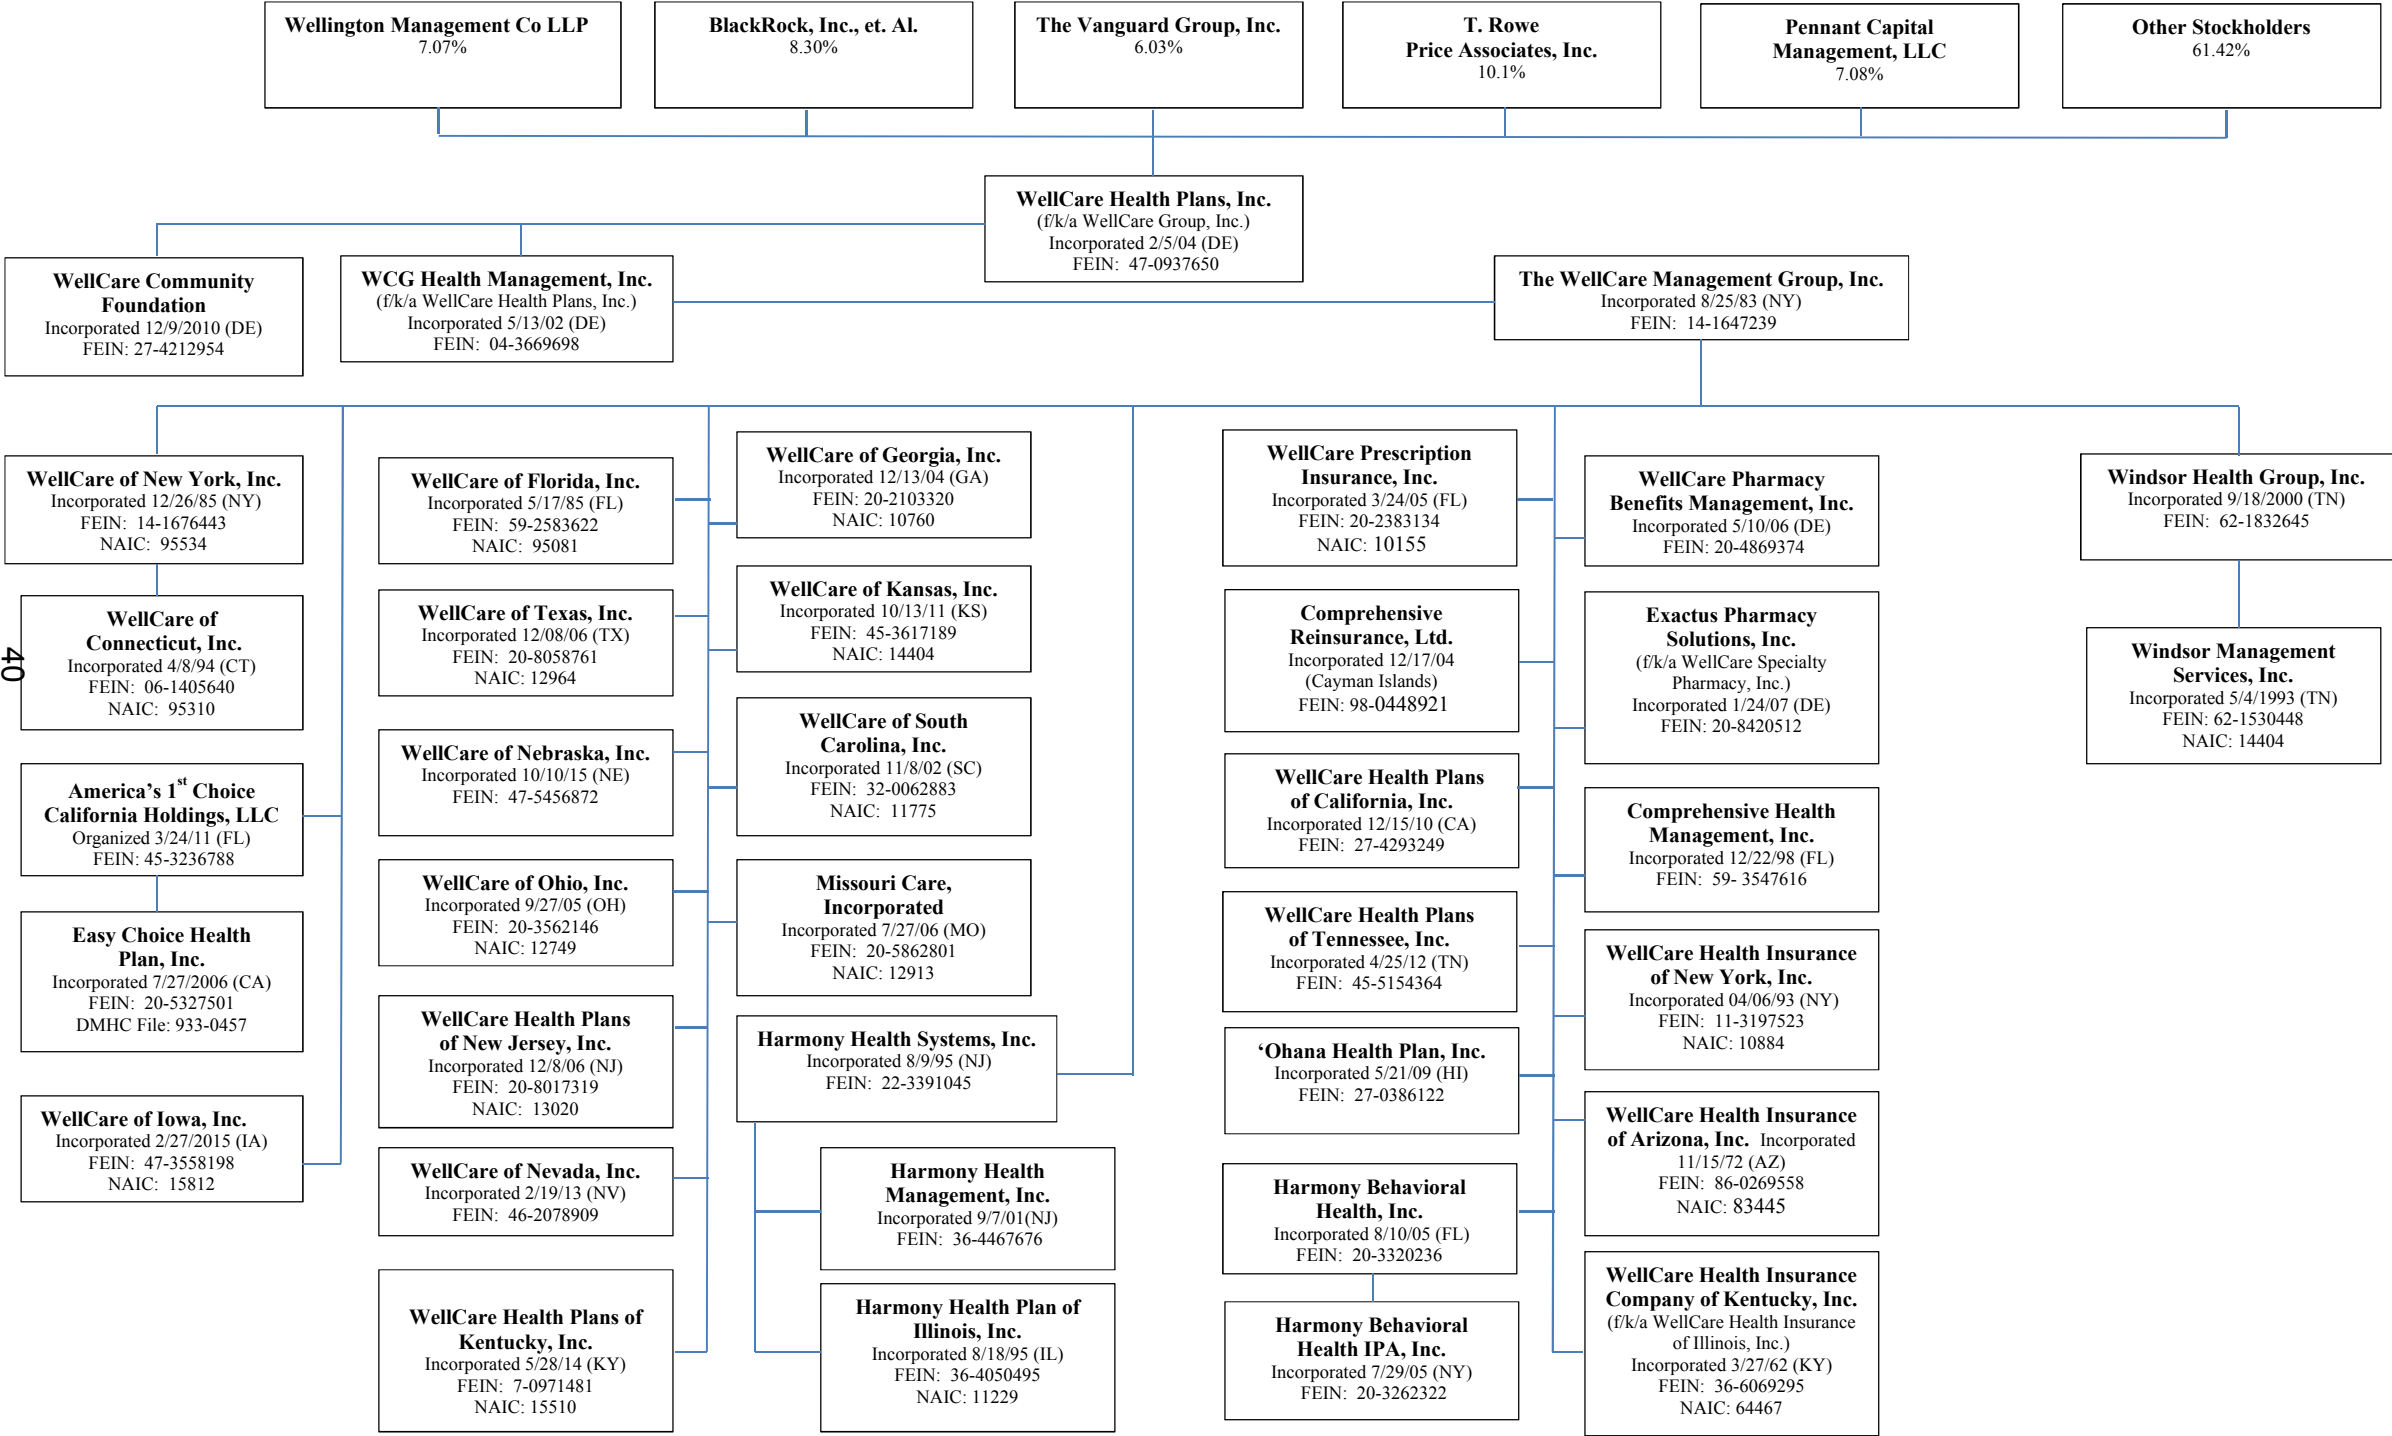 Wellington Management Co LLP
7.07%
BlackRock, Inc., et. Al.
8.30%
The Vanguard Group, Inc.
6.03%
T. Rowe
Price Associates, Inc.
10.1%
Pennant Capital
Management, LLC
7.08%
Other Stockholders
61.42%
WellCare Health Plans, Inc.
(f/k/a WellCare Group, Inc.)
Incorporated 2/5/04 (DE)
FEIN: 47-0937650
WellCare Community
Foundation
Incorporated 12/9/2010 (DE)
FEIN: 27-4212954
WCG Health Management, Inc.
(f/k/a WellCare Health Plans, Inc.)
Incorporated 5/13/02 (DE)
FEIN: 04-3669698
The WellCare Management Group, Inc.
Incorporated 8/25/83 (NY)
FEIN: 14-1647239
WellCare of New York, Inc.
Incorporated 12/26/85 (NY)
FEIN: 14-1676443
NAIC: 95534
WellCare of
Connecticut, Inc.
Incorporated 4/8/94 (CT)
FEIN: 06-1405640
NAIC: 95310
40
America's 1st Choice
California Holdings, LLC
Organized 3/24/11 (FL)
FEIN: 45-3236788
Easy Choice Health
Plan, Inc.
Incorporated 7/27/2006 (CA)
FEIN: 20-5327501
DMHC File: 933-0457
WellCare of Iowa, Inc.
Incorporated 2/27/2015 (IA)
FEIN: 47-3558198
NAIC: 15812
WellCare of Florida, Inc.
Incorporated 5/17/85 (FL)
FEIN: 59-2583622
NAIC: 95081
WellCare of Texas, Inc.
Incorporated 12/08/06 (TX)
FEIN: 20-8058761
NAIC: 12964
WellCare of Nebraska, Inc.
Incorporated 10/10/15 (NE)
FEIN: 47-5456872
WellCare of Ohio, Inc.
Incorporated 9/27/05 (OH)
FEIN: 20-3562146
NAIC: 12749
WellCare Health Plans
of New Jersey, Inc.
Incorporated 12/8/06 (NJ)
FEIN: 20-8017319
NAIC: 13020
WellCare of Nevada, Inc.
Incorporated 2/19/13 (NV)
FEIN: 46-2078909
WellCare Health Plans of
Kentucky, Inc.
Incorporated 5/28/14 (KY)
FEIN: 7-0971481
NAIC: 15510
WellCare of Georgia, Inc.
Incorporated 12/13/04 (GA)
FEIN: 20-2103320
NAIC: 10760
WellCare of Kansas, Inc.
Incorporated 10/13/11 (KS)
FEIN: 45-3617189
NAIC: 14404
WellCare of South
Carolina, Inc.
Incorporated 11/8/02 (SC)
FEIN: 32-0062883
NAIC: 11775
Missouri Care,
Incorporated
Incorporated 7/27/06 (MO)
FEIN: 20-5862801
NAIC: 12913
Harmony Health Systems, Inc.
Incorporated 8/9/95 (NJ)
FEIN: 22-3391045
Harmony Health
Management, Inc.
Incorporated 9/7/01(NJ)
FEIN: 36-4467676
Harmony Health Plan of
Illinois, Inc.
Incorporated 8/18/95 (IL)
FEIN: 36-4050495
NAIC: 11229
WellCare Prescription
Insurance, Inc.
Incorporated 3/24/05 (FL)
FEIN: 20-2383134
NAIC: 10155
Comprehensive
Reinsurance, Ltd.
Incorporated 12/17/04
(Cayman Islands)
FEIN: 98-0448921
WellCare Health Plans
of California, Inc.
Incorporated 12/15/10 (CA)
FEIN: 27-4293249
WellCare Health Plans
of Tennessee, Inc.
Incorporated 4/25/12 (TN)
FEIN: 45-5154364
‘Ohana Health Plan, Inc.
Incorporated 5/21/09 (HI)
FEIN: 27-0386122
Harmony Behavioral
Health, Inc.
Incorporated 8/10/05 (FL)
FEIN: 20-3320236
Harmony Behavioral
Health IPA, Inc.
Incorporated 7/29/05 (NY)
FEIN: 20-3262322
WellCare Pharmacy
Benefits Management, Inc.
Incorporated 5/10/06 (DE)
FEIN: 20-4869374
Exactus Pharmacy
Solutions, Inc.
(f/k/a WellCare Specialty
Pharmacy, Inc.)
Incorporated 1/24/07 (DE)
FEIN: 20-8420512
Comprehensive Health
Management, Inc.
Incorporated 12/22/98 (FL)
FEIN: 59- 3547616
WellCare Health Insurance
of New York, Inc.
Incorporated 04/06/93 (NY)
FEIN: 11-3197523
NAIC: 10884
WellCare Health Insurance
of Arizona, Inc. Incorporated
11/15/72 (AZ)
FEIN: 86-0269558
NAIC: 83445
WellCare Health Insurance
Company of Kentucky, Inc.
(f/k/a WellCare Health Insurance
of Illinois, Inc.)
Incorporated 3/27/62 (KY)
FEIN: 36-6069295
NAIC: 64467
Windsor Health Group, Inc.
Incorporated 9/18/2000 (TN)
FEIN: 62-1832645
Windsor Management
Services, Inc.
Incorporated 5/4/1993 (TN)
FEIN: 62-1530448
NAIC: 14404